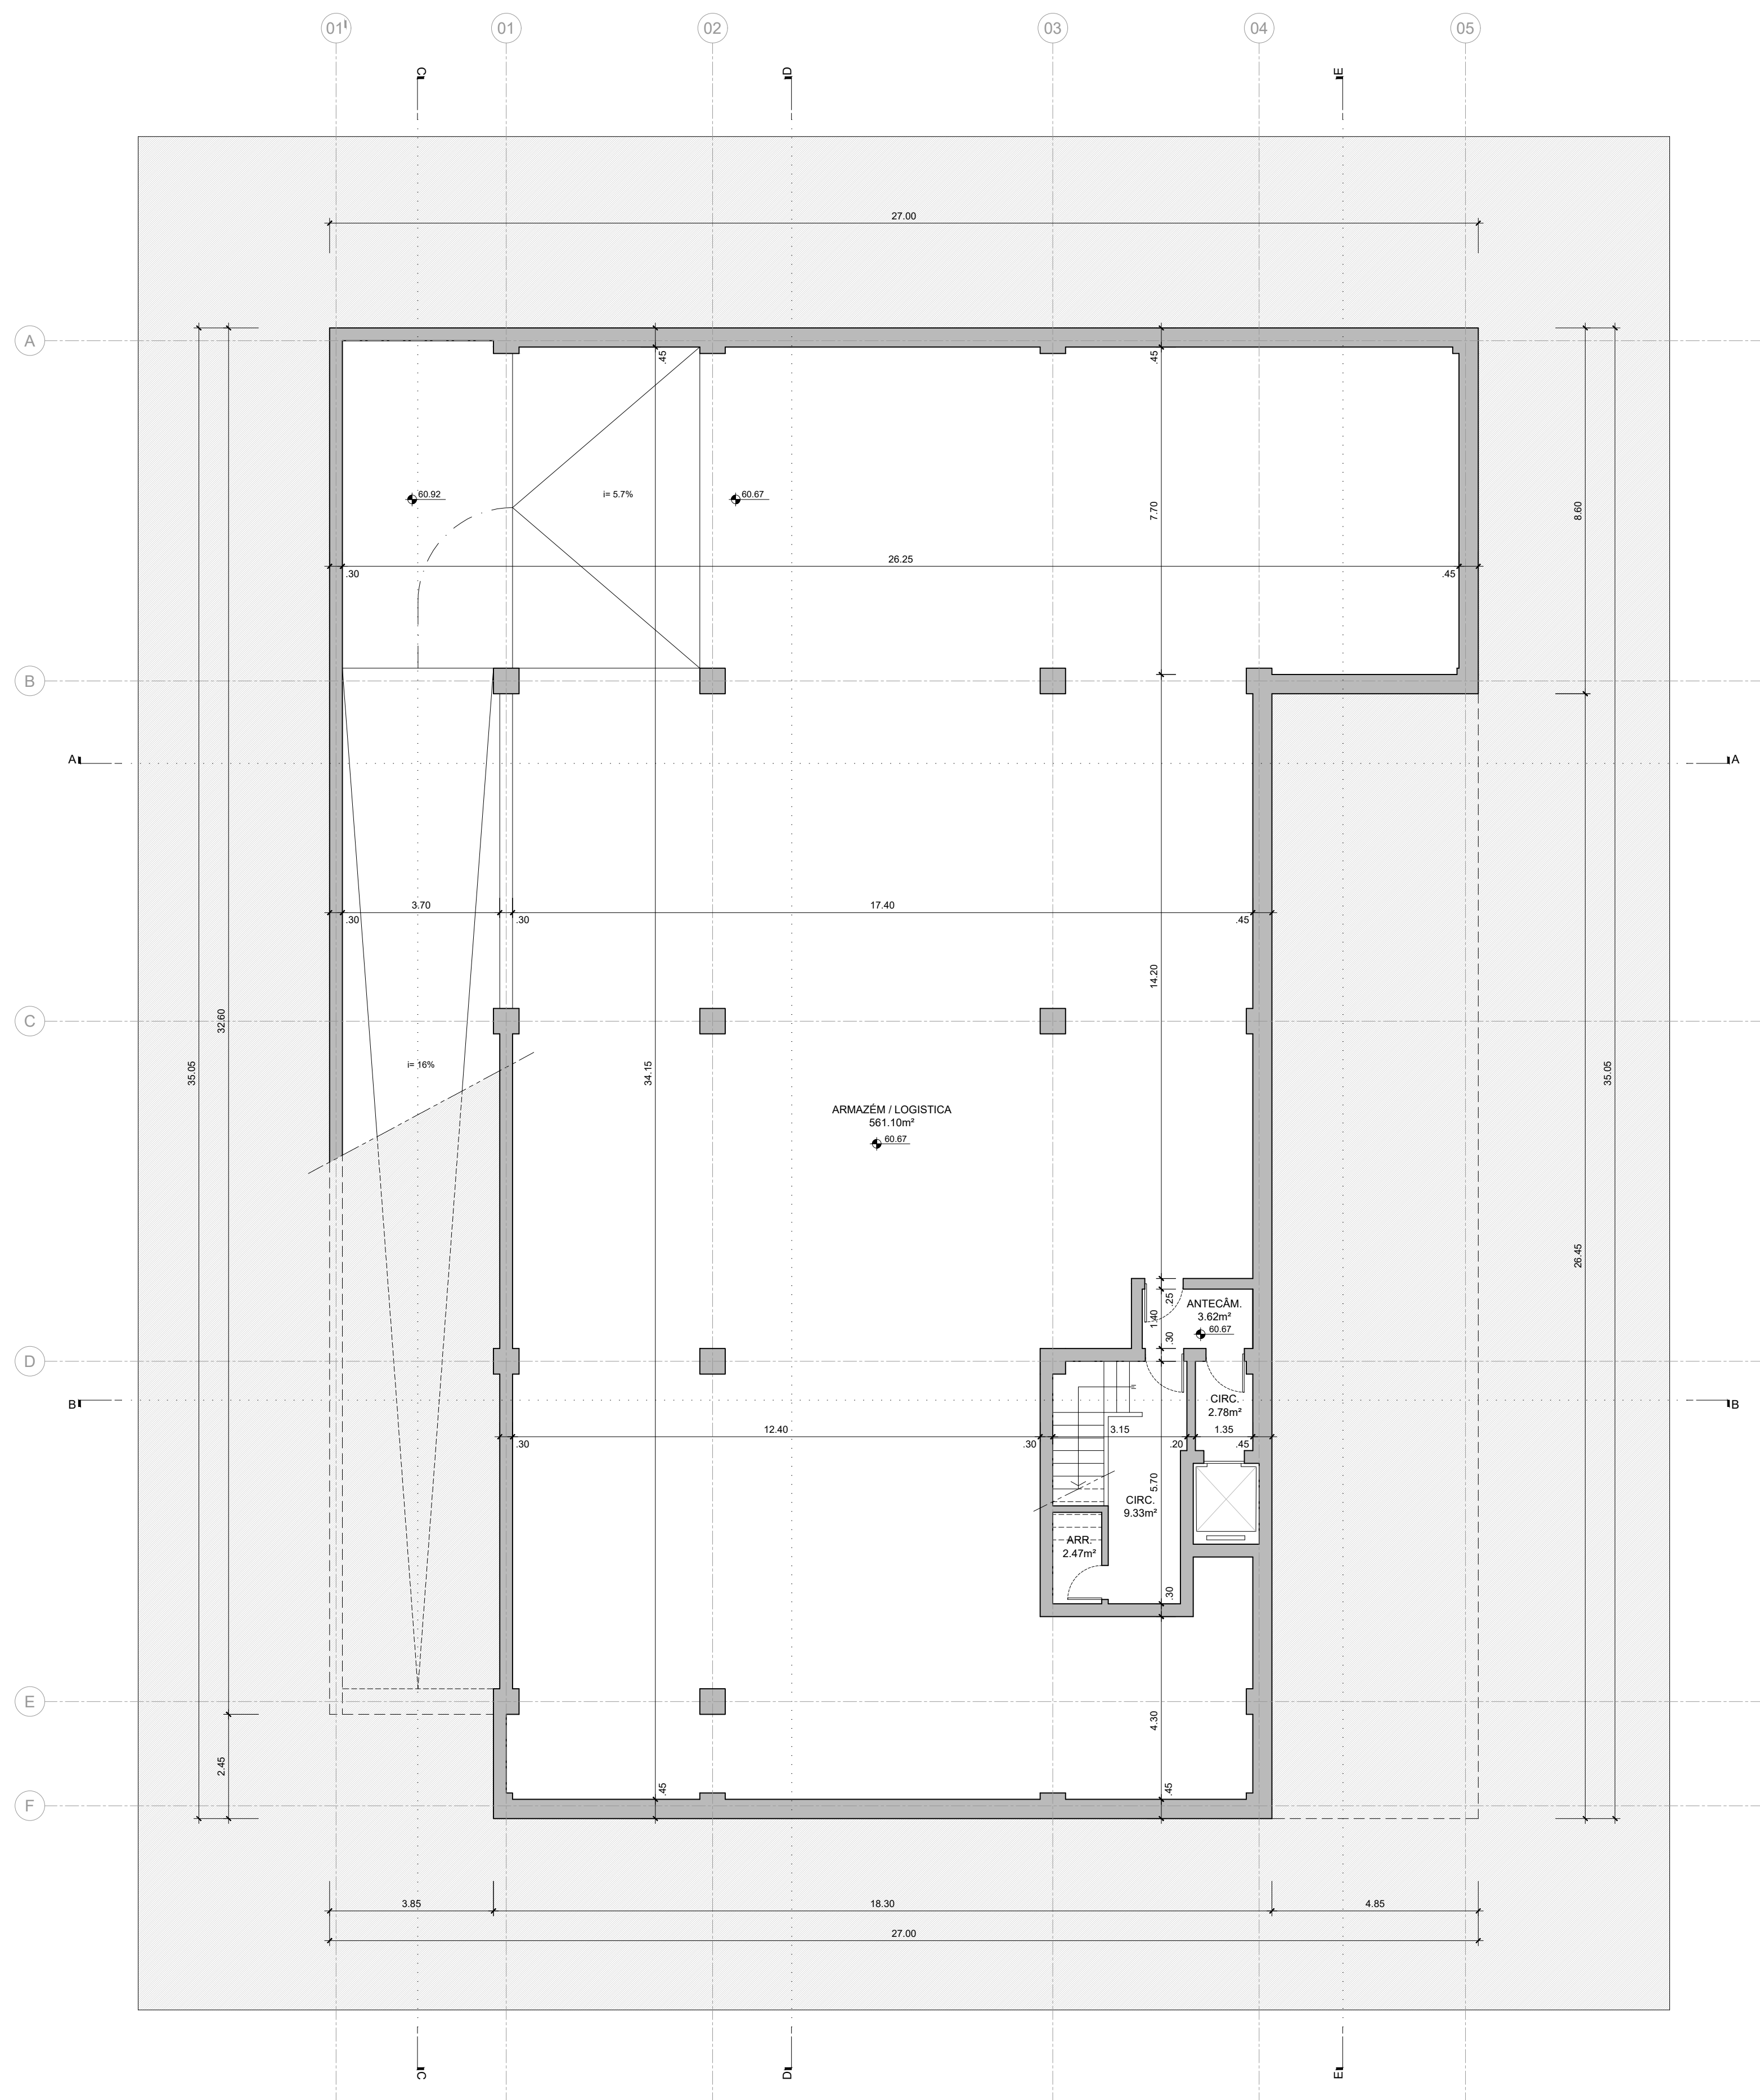 01' 01 02 03 04 05
C D E
27.00
A
.45 .45
60.92 i= 5.7% 60.67
7.70 8.60
26.25
.30 .45
B
A A
3.70 17.40
.30 .30 .45
14.20
C
32.60
i= 16%
35.05 34.15 35.05
ARMAZÉM / LOGISTICA
561.10m²
60.67
26.45
.25
ANTECÂM.
3.62m²
1.40
60.67
.30
D
B B
CIRC.
2.78m²
12.40 3.15 1.35
.30 .30 .20 .45
5.70
CIRC.
9.33m²
ARR.
2.47m²
.30
E
4.30
2.45
.45 .45
F
3.85 18.30 4.85
27.00
C D E